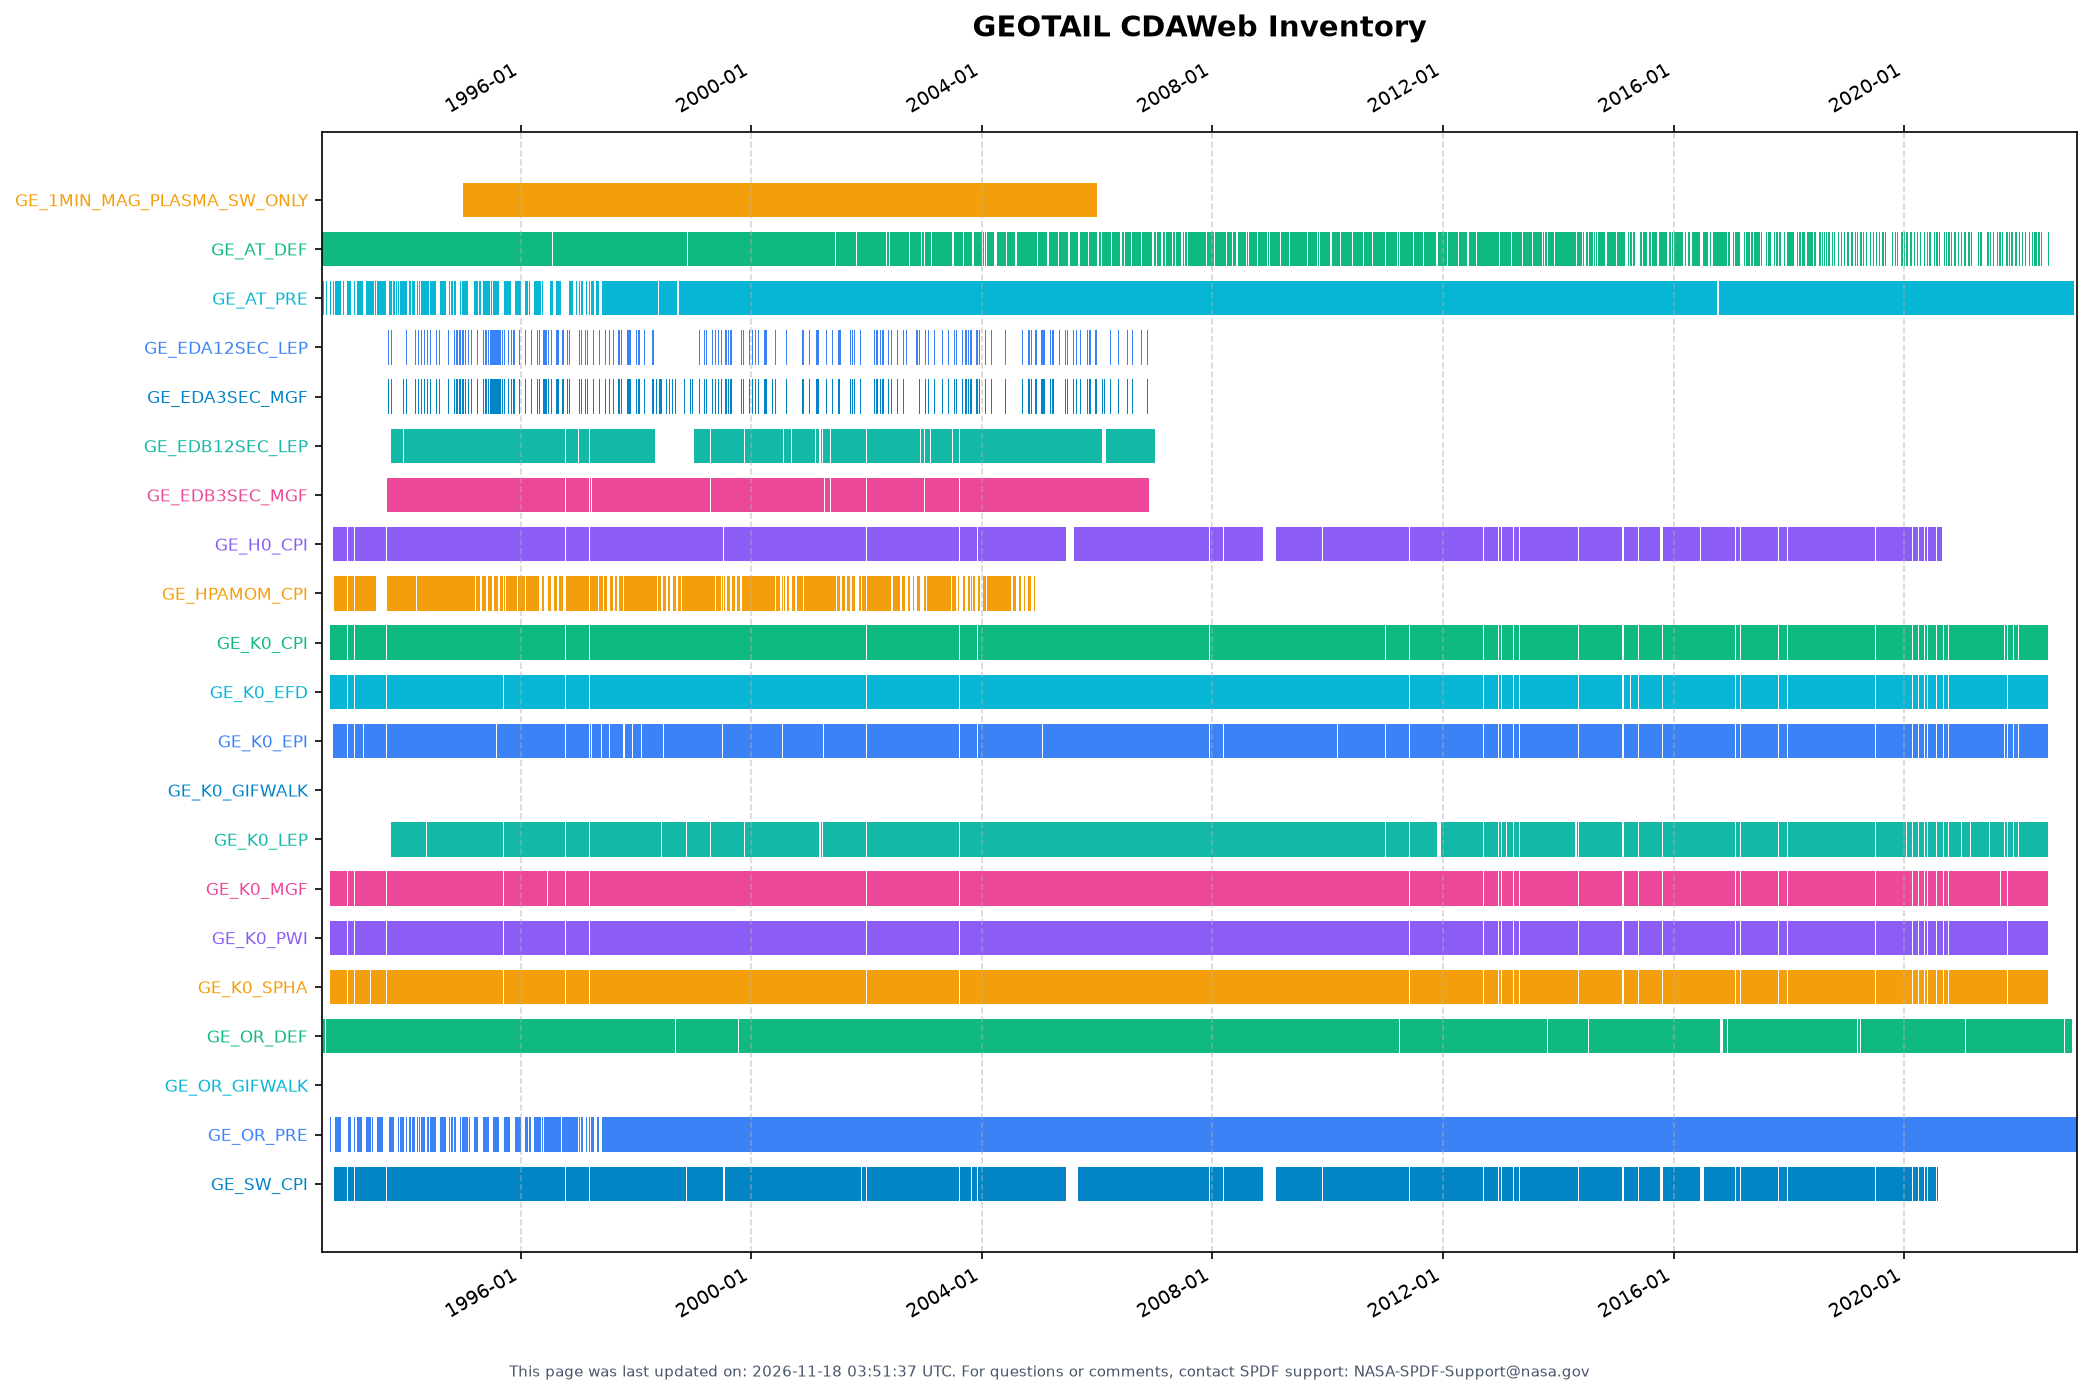 GEOTAIL CDAWeb Inventory
1996-01 2000-01 2004-01 2008-01 2012-01 2016-01 2020-01
GE_1MIN_MAG_PLASMA_SW_ONLY
GE_AT_DEF
GE_AT_PRE
GE_EDA12SEC_LEP
GE_EDA3SEC_MGF
GE_EDB12SEC_LEP
GE_EDB3SEC_MGF
GE_H0_CPI
GE_HPAMOM_CPI
GE_K0_CPI
GE_K0_EFD
GE_K0_EPI
GE_K0_GIFWALK
GE_K0_LEP
GE_K0_MGF
GE_K0_PWI
GE_K0_SPHA
GE_OR_DEF
GE_OR_GIFWALK
GE_OR_PRE
GE_SW_CPI
1996-01 2000-01 2004-01 2008-01 2012-01 2016-01 2020-01
This page was last updated on: 2026-11-18 03:51:37 UTC. For questions or comments, contact SPDF support: NASA-SPDF-Support@nasa.gov